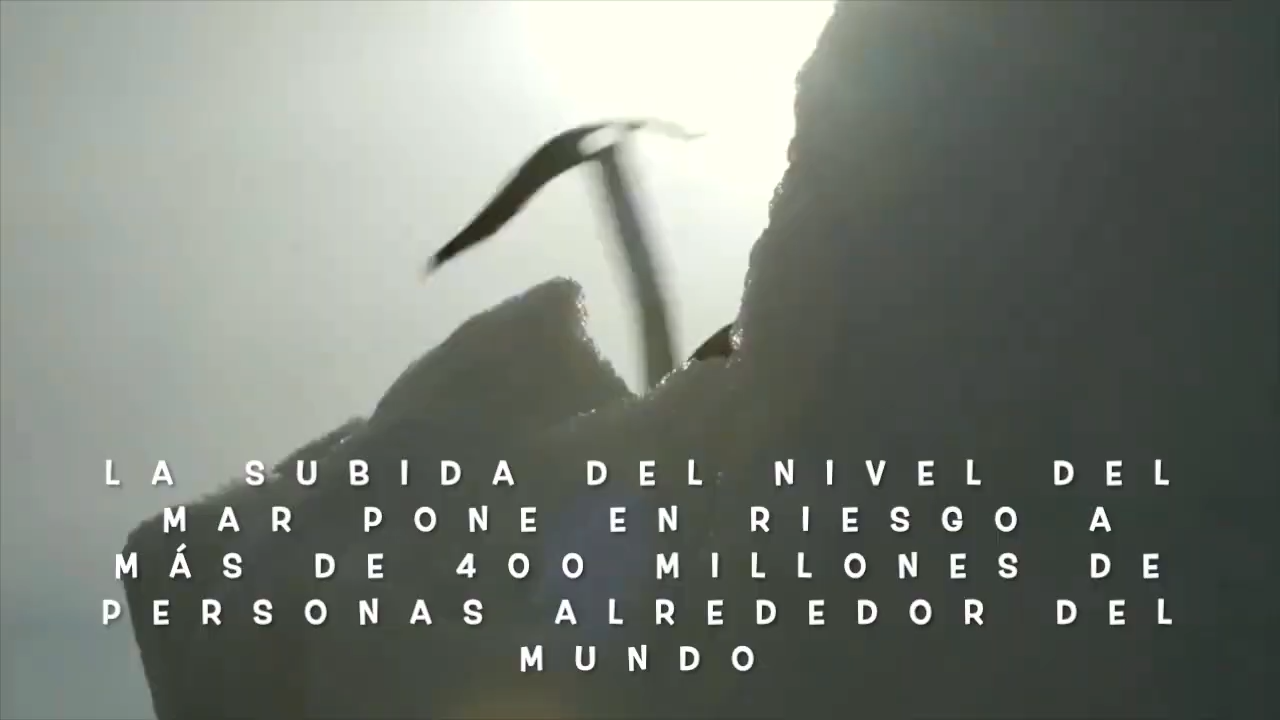 LA SUBIDA DEL NIVEL DEL
MAR PONE EN RIESGO A
MÁS DE 400 MILLONES DE
PERSONAS ALREDEDOR DEL
MUNDO